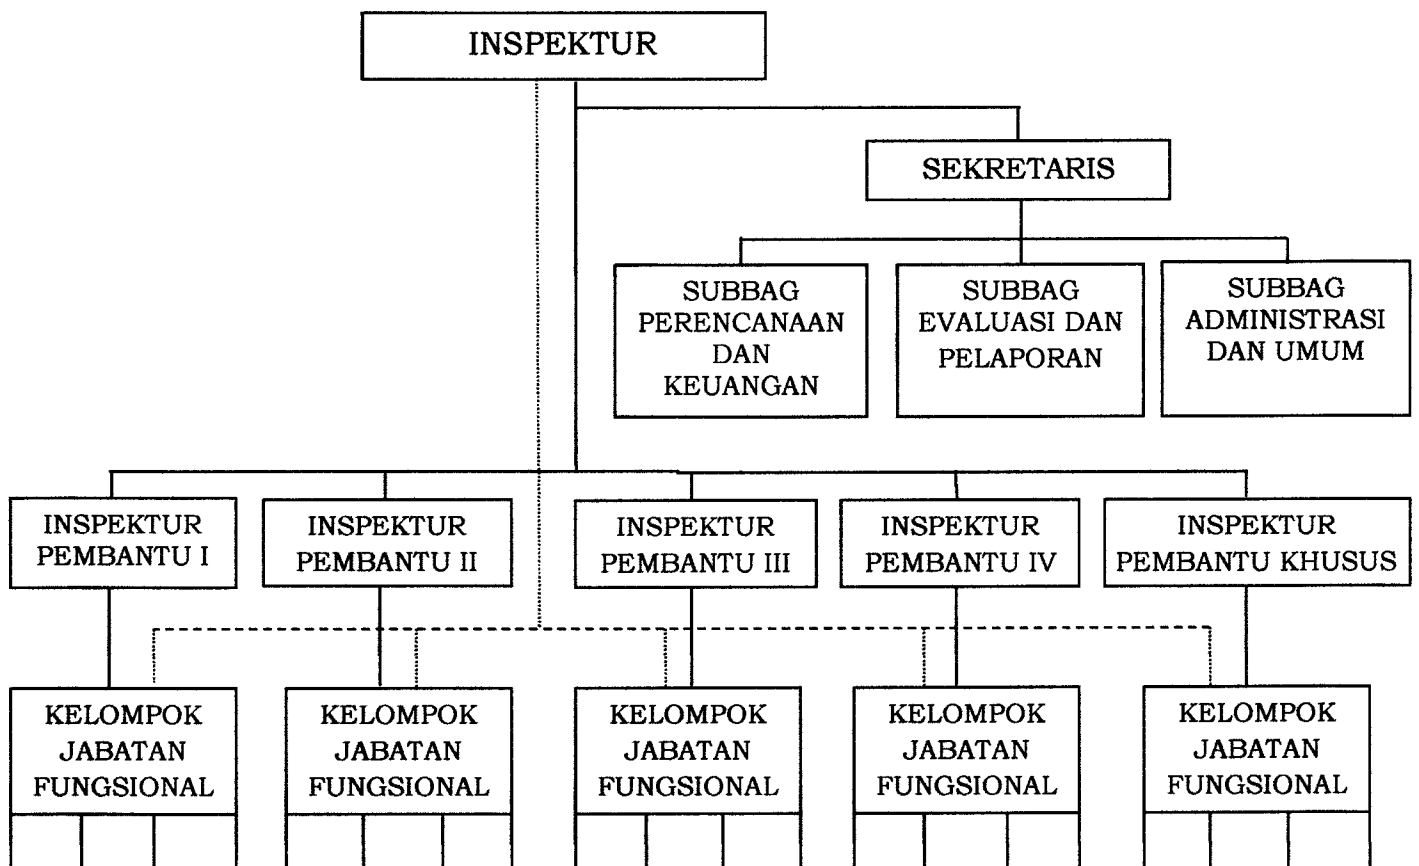 INSPEKTUR
SEKRETARIS
SUBBAG
PERENCANAAN
DAN
KEUANGAN
SUBBAG
EVALUASI DAN
PELAPORAN
SUBBAG
ADMINISTRASI
DAN UMUM
INSPEKTUR
PEMBANTU I
INSPEKTUR
PEMBANTU II
INSPEKTUR
PEMBANTU III
INSPEKTUR
PEMBANTU IV
INSPEKTUR
PEMBANTU KHUSUS
KELOMPOK
JABATAN
FUNGSIONAL
KELOMPOK
JABATAN
FUNGSIONAL
KELOMPOK
JABATAN
FUNGSIONAL
KELOMPOK
JABATAN
FUNGSIONAL
KELOMPOK
JABATAN
FUNGSIONAL